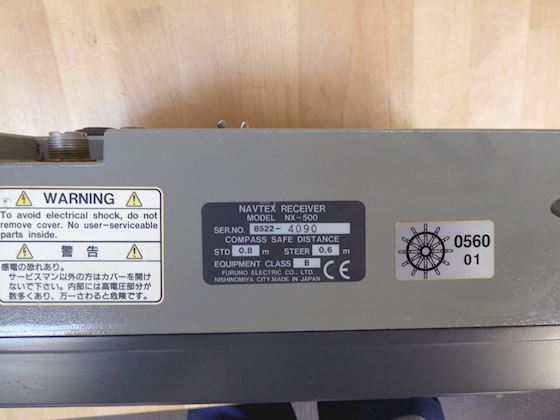 WARNING
To avoid electrical shock, do not
remove cover. No user-serviceable
parts inside.
警告
感電の恐れあり。
サービスマン以外の方はカバーを開け
ないで下さい。内部には高電圧部分が
数多くあり、万一さわると危険です。
NAVTEX RECEIVER
MODEL NX-500
SER.NO. 8522-4090
COMPASS SAFE DISTANCE
STD 0.8 m STEER 0.6 m
EQUIPMENT CLASS B
FURUNO ELECTRIC CO. LTD.
NISHINOMIYA CITY.MADE IN JAPAN
CE
0560
01